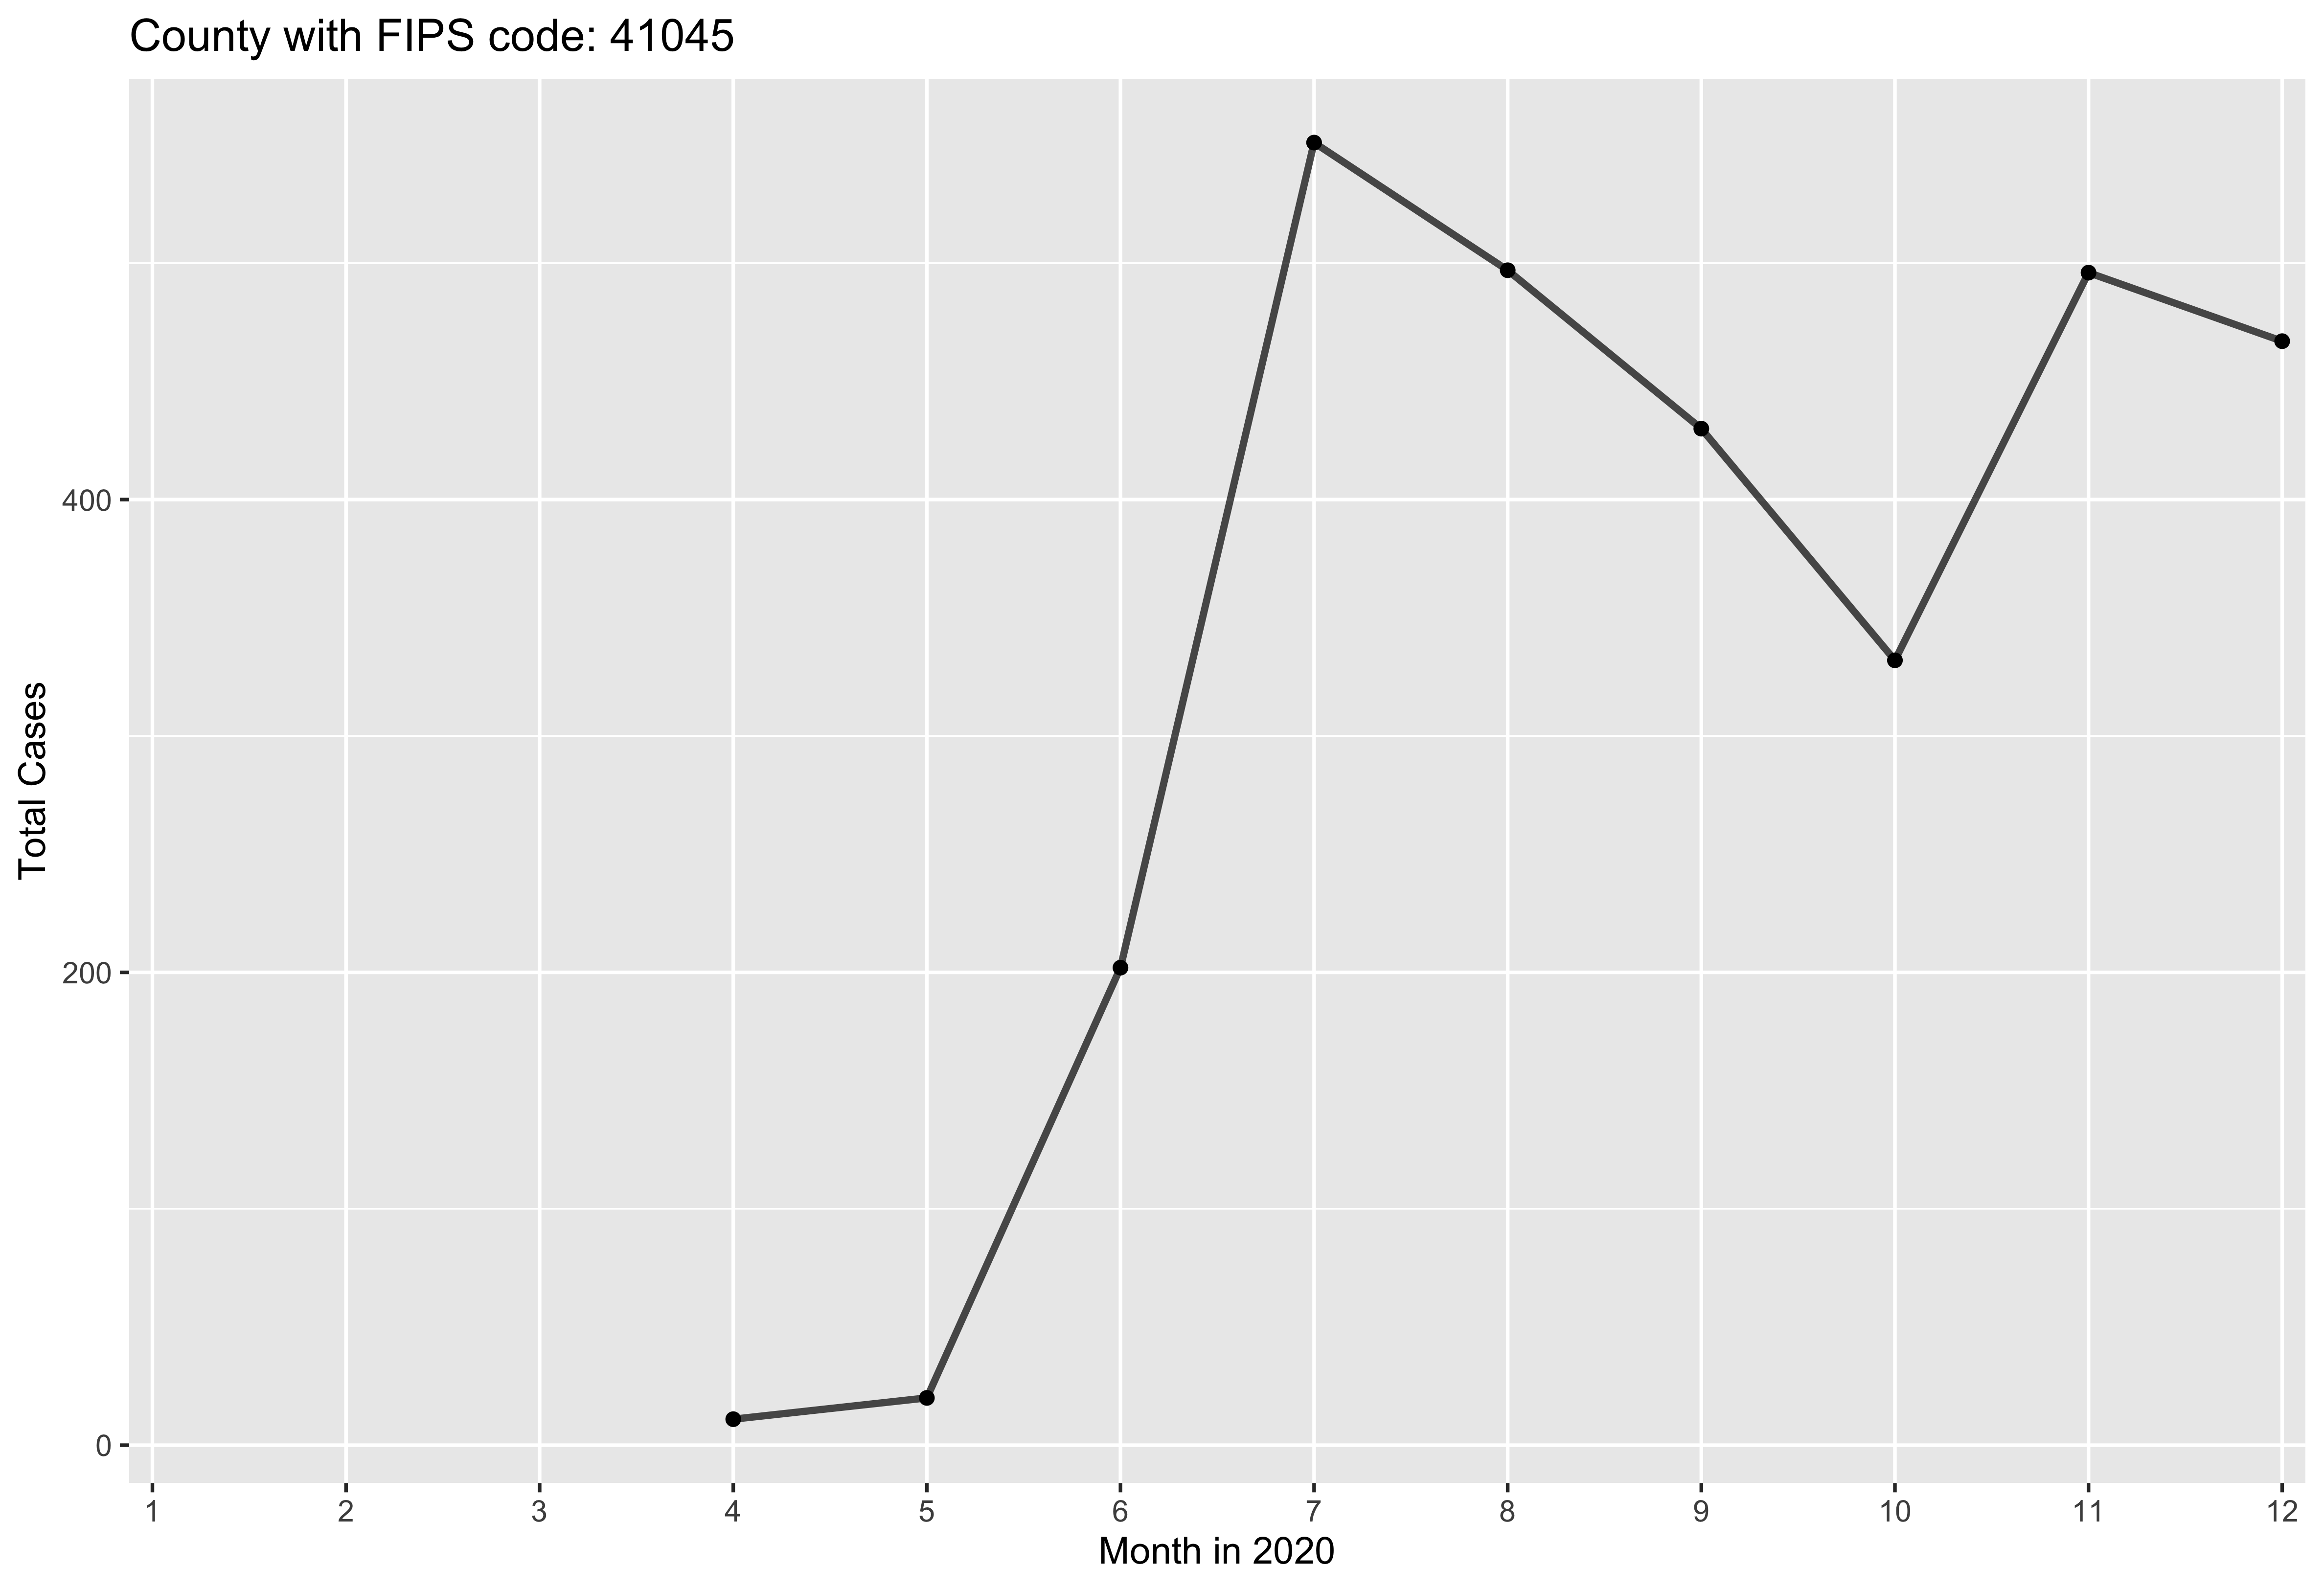 County with FIPS code: 41045
Total Cases
400
200
0
1 2 3 4 5 6 7 8 9 10 11 12
Month in 2020